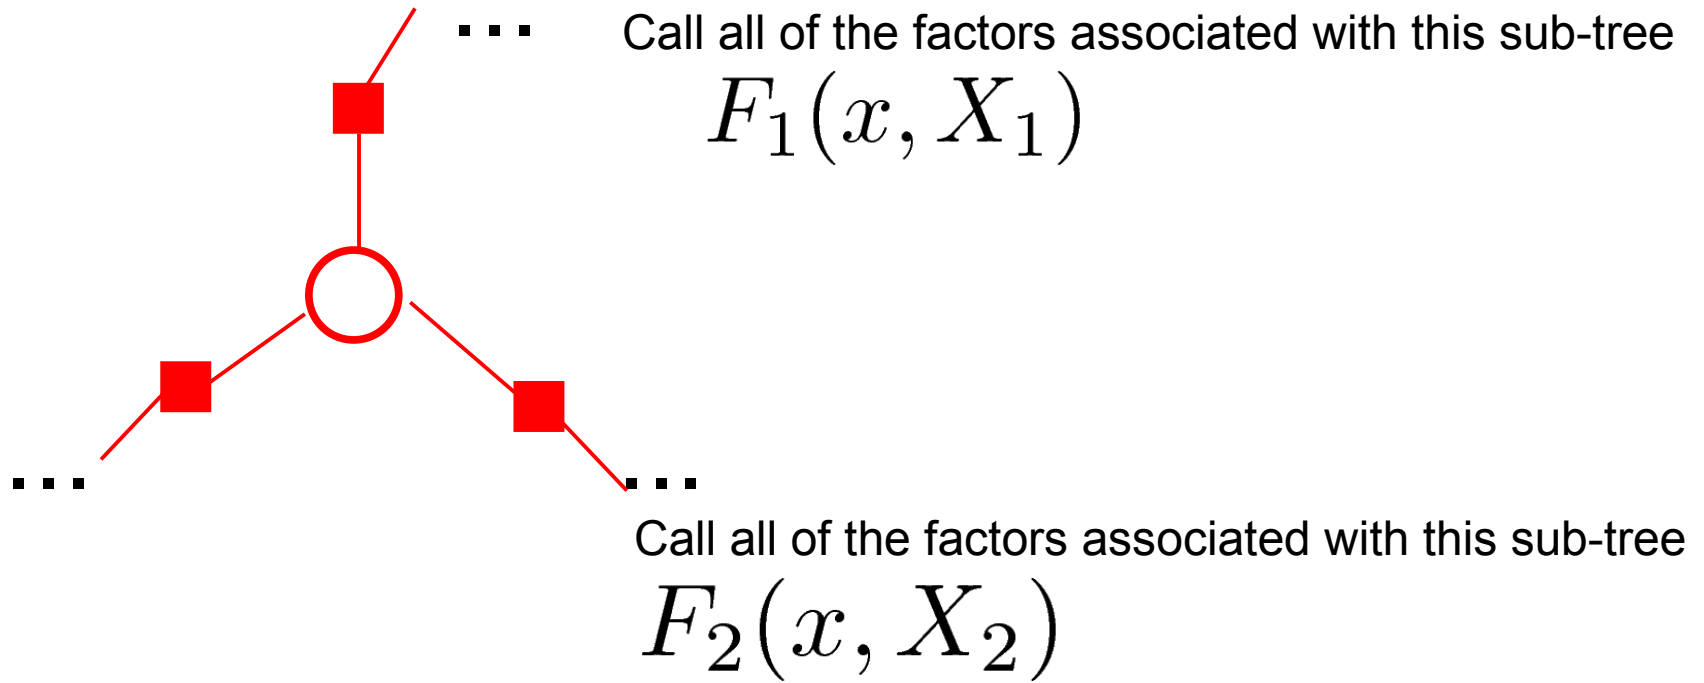 ... Call all of the factors associated with this sub-tree
F₁(x, X₁)
... ...
Call all of the factors associated with this sub-tree
F₂(x, X₂)